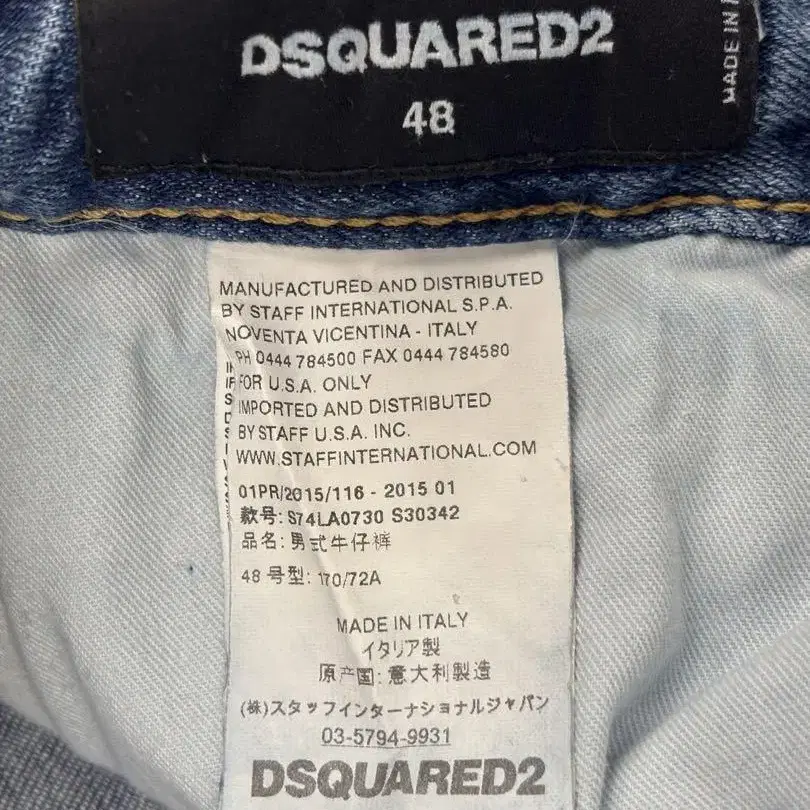 DSQUARED2
48
MADE IN
MANUFACTURED AND DISTRIBUTED
BY STAFF INTERNATIONAL S.P.A.
NOVENTA VICENTINA - ITALY
PH 0444 784500 FAX 0444 784580
FOR U.S.A. ONLY
IMPORTED AND DISTRIBUTED
BY STAFF U.S.A. INC.
WWW.STAFFINTERNATIONAL.COM
01PR/2015/116 - 2015 01
款号: S74LA0730 S30342
品名: 男式牛仔裤
48 号型: 170/72A
MADE IN ITALY
イタリア製
原产国: 意大利製造
(株)スタッフインターナショナルジャパン
03-5794-9931
DSQUARED2